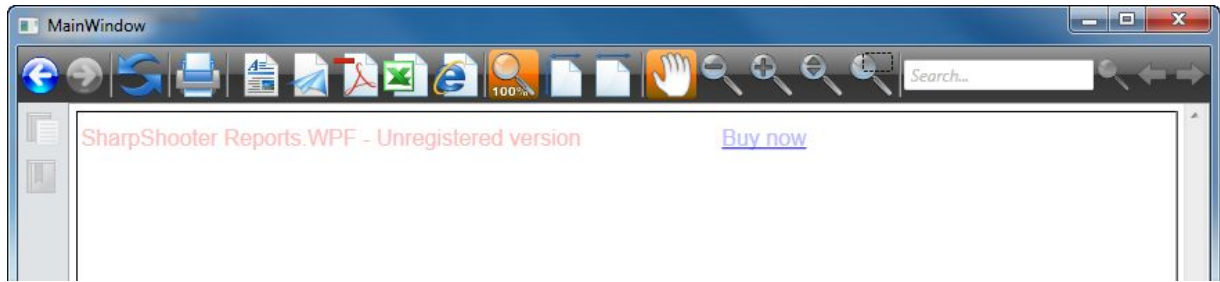 MainWindow
100%
Search...
SharpShooter Reports.WPF - Unregistered version Buy now